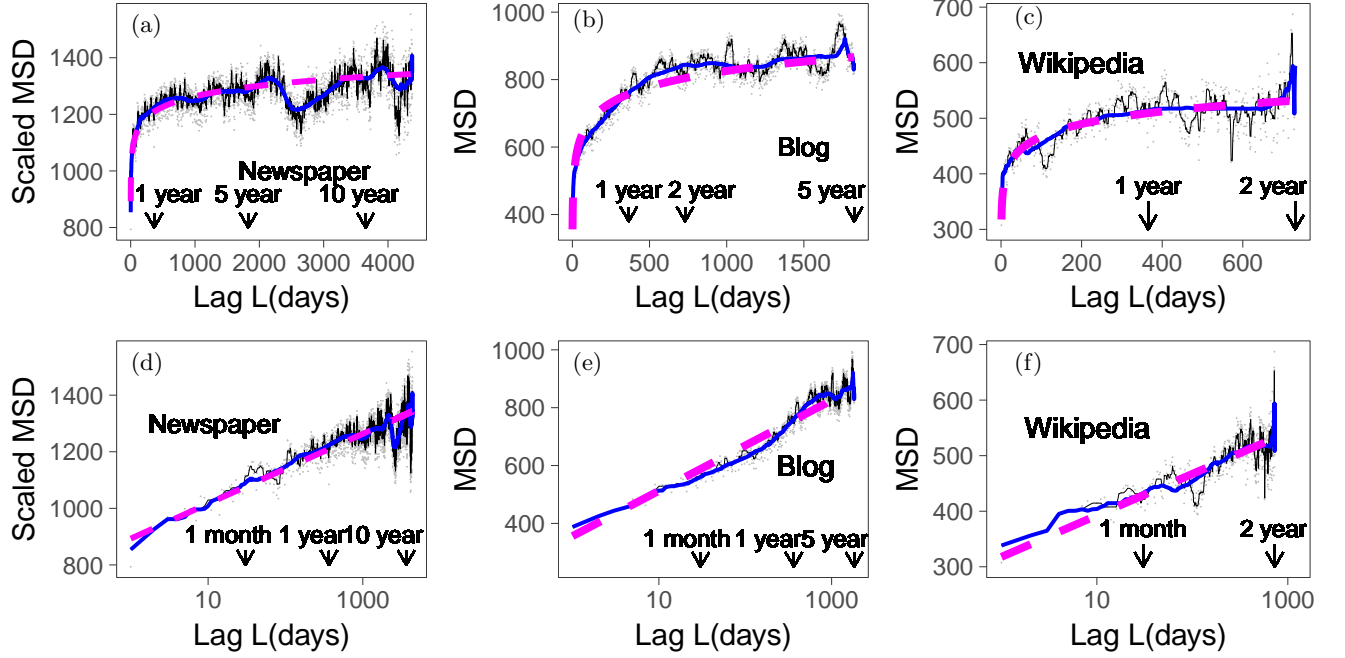 (a)
Scaled MSD
1400
1200
1000
800
Newspaper
1 year 5 year 10 year
0 1000 2000 3000 4000
Lag L(days)
(b)
MSD
1000
800
600
400
Blog
1 year 2 year 5 year
0 500 1000 1500
Lag L(days)
(c)
MSD
700
600
500
400
300
Wikipedia
1 year 2 year
0 200 400 600
Lag L(days)
(d)
Scaled MSD
1400
1200
1000
800
Newspaper
1 month 1 year 10 year
10 1000
Lag L(days)
(e)
MSD
1000
800
600
400
Blog
1 month 1 year 5 year
10 1000
Lag L(days)
(f)
MSD
700
600
500
400
300
Wikipedia
1 month 2 year
10 1000
Lag L(days)